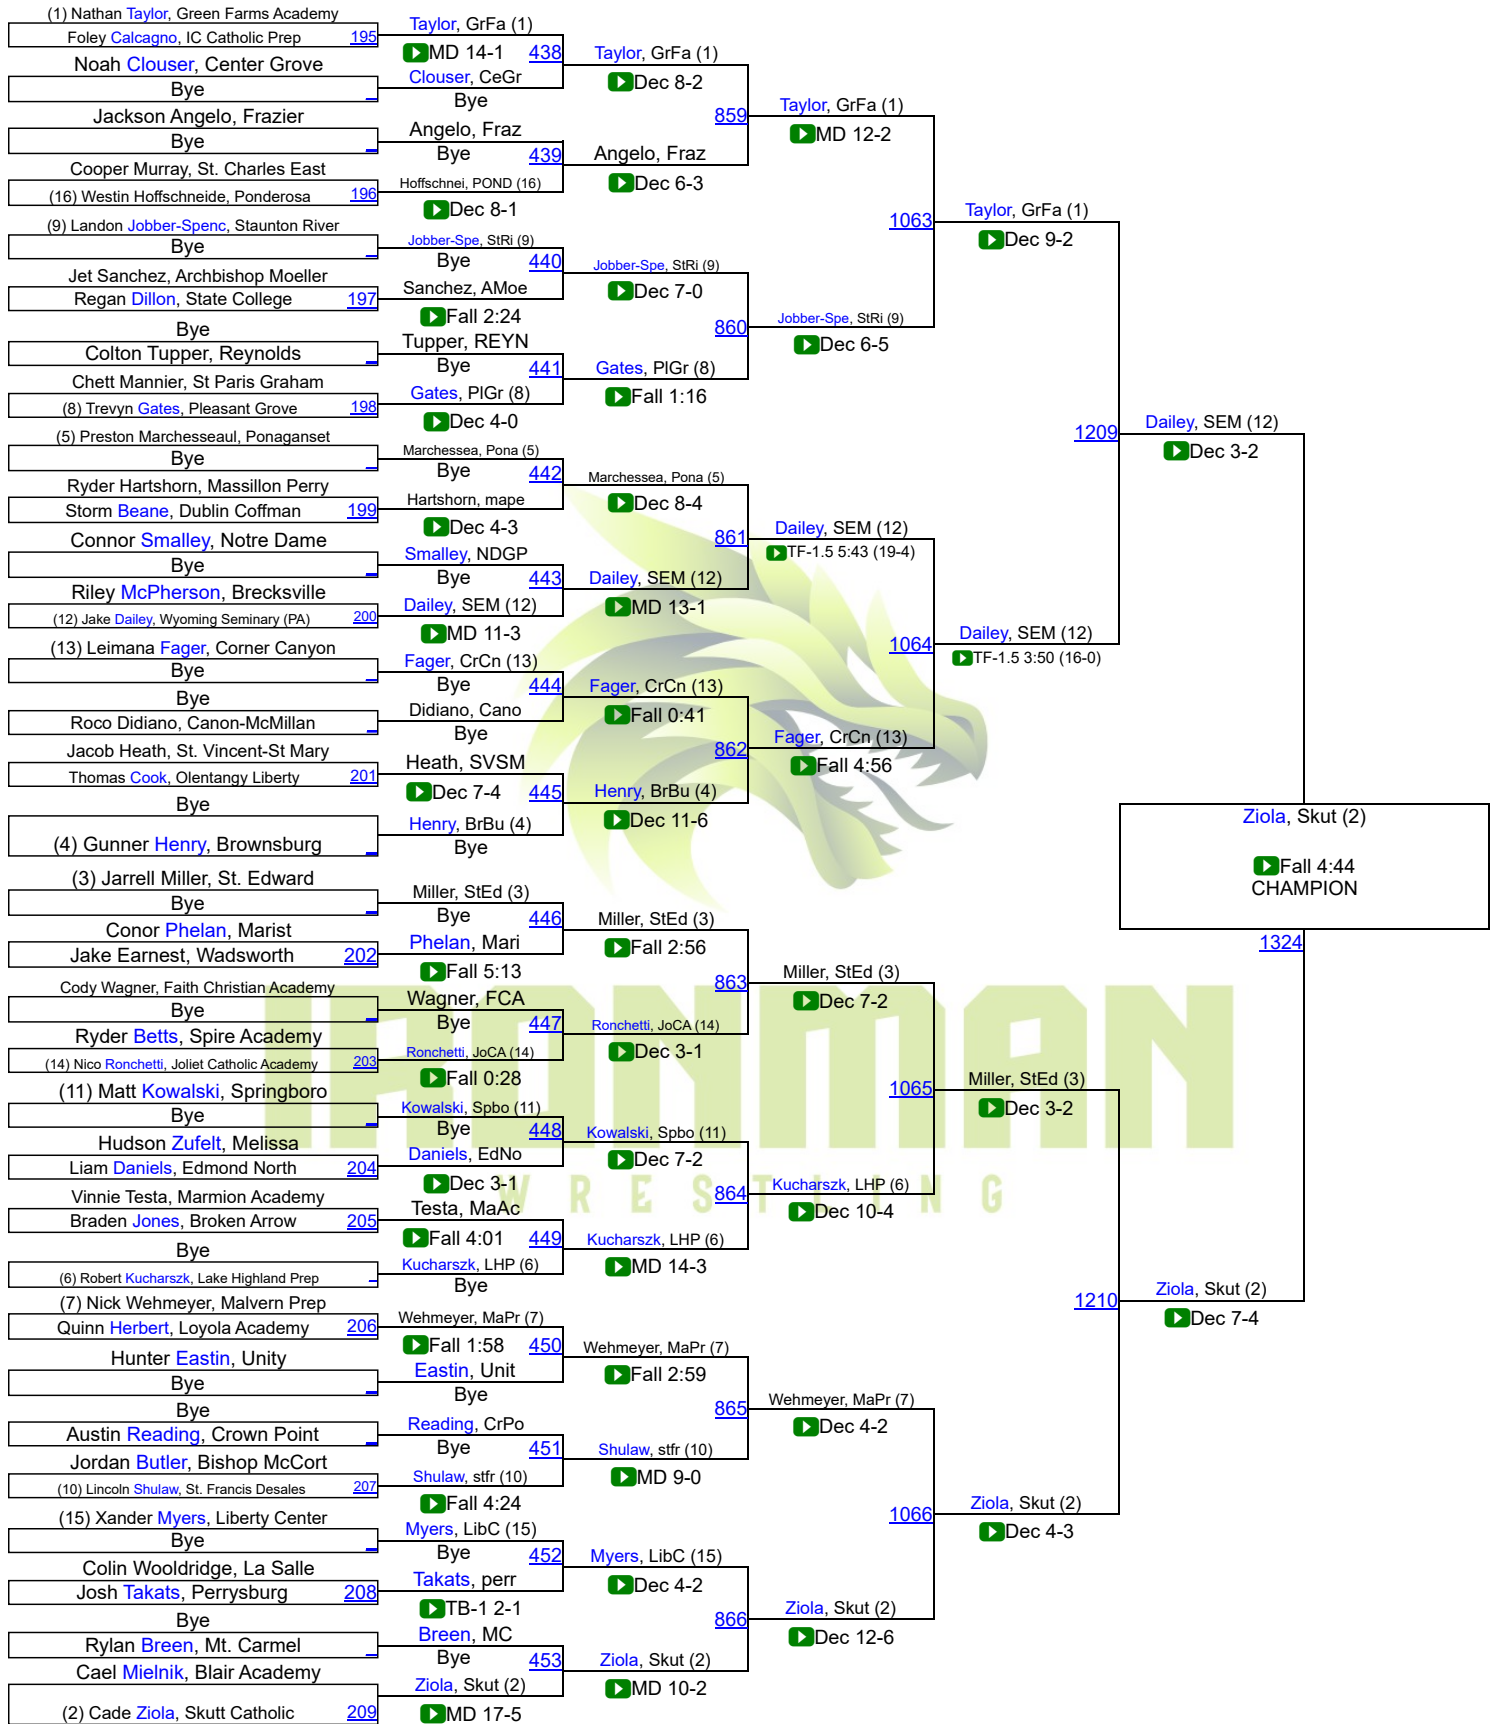 (1) Nathan Taylor, Green Farms Academy
Foley Calcagno, IC Catholic Prep 195
Noah Clouser, Center Grove
Bye
Jackson Angelo, Frazier
Bye
Cooper Murray, St. Charles East
(16) Westin Hoffschneide, Ponderosa 196
(9) Landon Jobber-Spenc, Staunton River
Bye
Jet Sanchez, Archbishop Moeller
Regan Dillon, State College 197
Bye
Colton Tupper, Reynolds
Chett Mannier, St Paris Graham
(8) Trevyn Gates, Pleasant Grove 198
(5) Preston Marchesseaul, Ponaganset
Bye
Ryder Hartshorn, Massillon Perry
Storm Beane, Dublin Coffman 199
Connor Smalley, Notre Dame
Bye
Riley McPherson, Brecksville
(12) Jake Dailey, Wyoming Seminary (PA) 200
(13) Leimana Fager, Corner Canyon
Bye
Bye
Roco Didiano, Canon-McMillan
Jacob Heath, St. Vincent-St Mary
Thomas Cook, Olentangy Liberty 201
Bye
(4) Gunner Henry, Brownsburg
(3) Jarrell Miller, St. Edward
Bye
Conor Phelan, Marist
Jake Earnest, Wadsworth 202
Cody Wagner, Faith Christian Academy
Bye
Ryder Betts, Spire Academy
(14) Nico Ronchetti, Joliet Catholic Academy 203
(11) Matt Kowalski, Springboro
Bye
Hudson Zufelt, Melissa
Liam Daniels, Edmond North 204
Vinnie Testa, Marmion Academy
Braden Jones, Broken Arrow 205
Bye
(6) Robert Kucharszk, Lake Highland Prep
(7) Nick Wehmeyer, Malvern Prep
Quinn Herbert, Loyola Academy 206
Hunter Eastin, Unity
Bye
Bye
Austin Reading, Crown Point
Jordan Butler, Bishop McCort
(10) Lincoln Shulaw, St. Francis Desales 207
(15) Xander Myers, Liberty Center
Bye
Colin Wooldridge, La Salle
Josh Takats, Perrysburg 208
Bye
Rylan Breen, Mt. Carmel
Cael Mielnik, Blair Academy
(2) Cade Ziola, Skutt Catholic 209
Taylor, GrFa (1)
MD 14-1 438
Clouser, CeGr
Bye
Angelo, Fraz
Bye 439
Hoffschnei, POND (16)
Dec 8-1
Jobber-Spe, StRi (9)
Bye 440
Sanchez, AMoe
Fall 2:24
Tupper, REYN
Bye 441
Gates, PlGr (8)
Dec 4-0
Marchessea, Pona (5)
Bye 442
Hartshorn, mape
Dec 4-3
Smalley, NDGP
Bye 443
Dailey, SEM (12)
MD 11-3
Fager, CrCn (13)
Bye 444
Didiano, Cano
Bye
Heath, SVSM
Dec 7-4 445
Henry, BrBu (4)
Bye
Miller, StEd (3)
Bye 446
Phelan, Mari
Fall 5:13
Wagner, FCA
Bye 447
Ronchetti, JoCA (14)
Fall 0:28
Kowalski, Spbo (11)
Bye 448
Daniels, EdNo
Dec 3-1
Testa, MaAc
Fall 4:01 449
Kucharszk, LHP (6)
Bye
Wehmeyer, MaPr (7)
Fall 1:58 450
Eastin, Unit
Bye
Reading, CrPo
Bye 451
Shulaw, stfr (10)
Fall 4:24
Myers, LibC (15)
Bye 452
Takats, perr
TB-1 2-1
Breen, MC
Bye 453
Ziola, Skut (2)
MD 17-5
Taylor, GrFa (1)
Dec 8-2
859
Angelo, Fraz
Dec 6-3
Jobber-Spe, StRi (9)
Dec 7-0
860
Gates, PlGr (8)
Fall 1:16
Marchessea, Pona (5)
Dec 8-4
861
Dailey, SEM (12)
MD 13-1
Fager, CrCn (13)
Fall 0:41
862
Henry, BrBu (4)
Dec 11-6
Miller, StEd (3)
Fall 2:56
863
Ronchetti, JoCA (14)
Dec 3-1
Kowalski, Spbo (11)
Dec 7-2
864
Kucharszk, LHP (6)
MD 14-3
Wehmeyer, MaPr (7)
Fall 2:59
865
Shulaw, stfr (10)
MD 9-0
Myers, LibC (15)
Dec 4-2
866
Ziola, Skut (2)
MD 10-2
Taylor, GrFa (1)
MD 12-2
1063
Jobber-Spe, StRi (9)
Dec 6-5
Dailey, SEM (12)
TF-1.5 5:43 (19-4)
1064
Fager, CrCn (13)
Fall 4:56
Miller, StEd (3)
Dec 7-2
1065
Kucharszk, LHP (6)
Dec 10-4
Wehmeyer, MaPr (7)
Dec 4-2
1066
Ziola, Skut (2)
Dec 12-6
Taylor, GrFa (1)
Dec 9-2
1209
Dailey, SEM (12)
TF-1.5 3:50 (16-0)
Miller, StEd (3)
Dec 3-2
1210
Ziola, Skut (2)
Dec 4-3
Dailey, SEM (12)
Dec 3-2
Ziola, Skut (2)
Dec 7-4
Ziola, Skut (2)
Fall 4:44
CHAMPION
1324
IRONMAN
WRESTLING